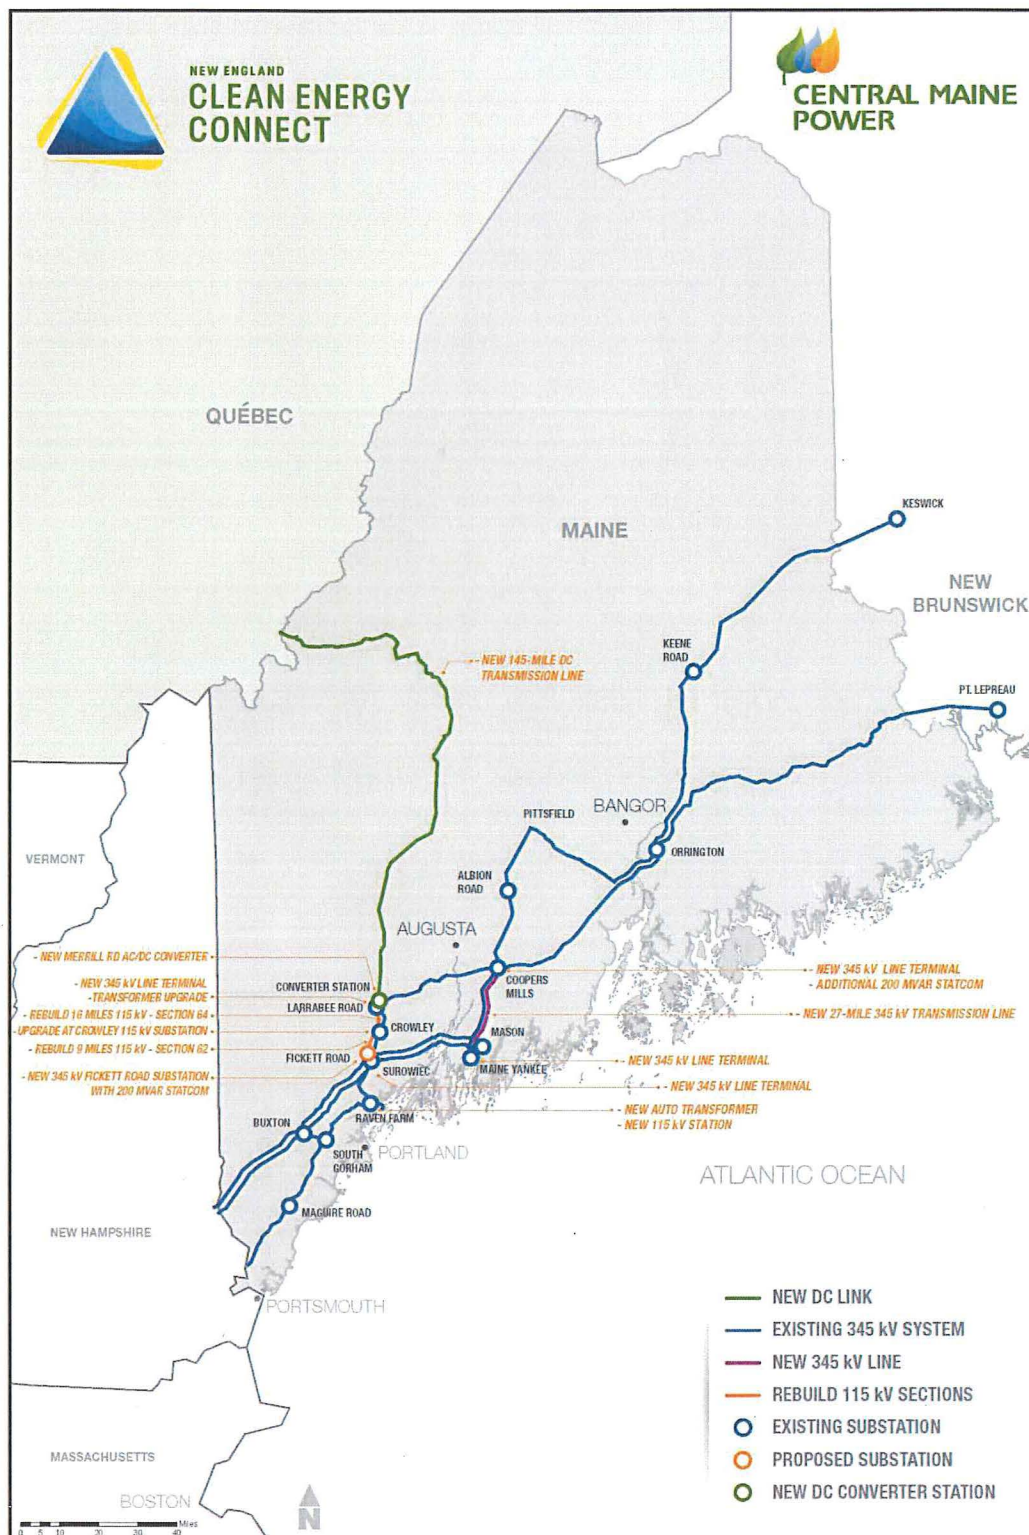 NEW ENGLAND
CLEAN ENERGY
CONNECT
CENTRAL MAINE
POWER
QUÉBEC
MAINE
KESWICK
NEW
BRUNSWICK
KEENE
ROAD
- NEW 145-MILE DC
TRANSMISSION LINE
PT. LEPREAU
PITTSFIELD
BANGOR
ORRINGTON
VERMONT
ALBION
ROAD
AUGUSTA
- NEW MERRILL RD AC/DC CONVERTER
- NEW 345 kV LINE TERMINAL
- TRANSFORMER UPGRADE
- REBUILD 16 MILES 115 kV - SECTION 64
- UPGRADE AT CROWLEY 115 kV SUBSTATION
- REBUILD 9 MILES 115 kV - SECTION 62
- NEW 345 kV FICKETT ROAD SUBSTATION
WITH 200 MVAR STATCOM
CONVERTER STATION
LARRABEE ROAD
CROWLEY
FICKETT ROAD
SUROWIEC
COOPERS
MILLS
MASON
MAINE YANKEE
- NEW 345 kV LINE TERMINAL
- ADDITIONAL 200 MVAR STATCOM
- NEW 27-MILE 345 kV TRANSMISSION LINE
- NEW 345 kV LINE TERMINAL
- NEW 345 kV LINE TERMINAL
- NEW AUTO TRANSFORMER
- NEW 115 kV STATION
RAVEN FARM
BUXTON
SOUTH
GORHAM
PORTLAND
ATLANTIC OCEAN
MAGUIRE ROAD
NEW HAMPSHIRE
PORTSMOUTH
NEW DC LINK
EXISTING 345 kV SYSTEM
NEW 345 kV LINE
REBUILD 115 kV SECTIONS
EXISTING SUBSTATION
PROPOSED SUBSTATION
NEW DC CONVERTER STATION
MASSACHUSETTS
BOSTON
N
Miles
0 5 10 20 30 40